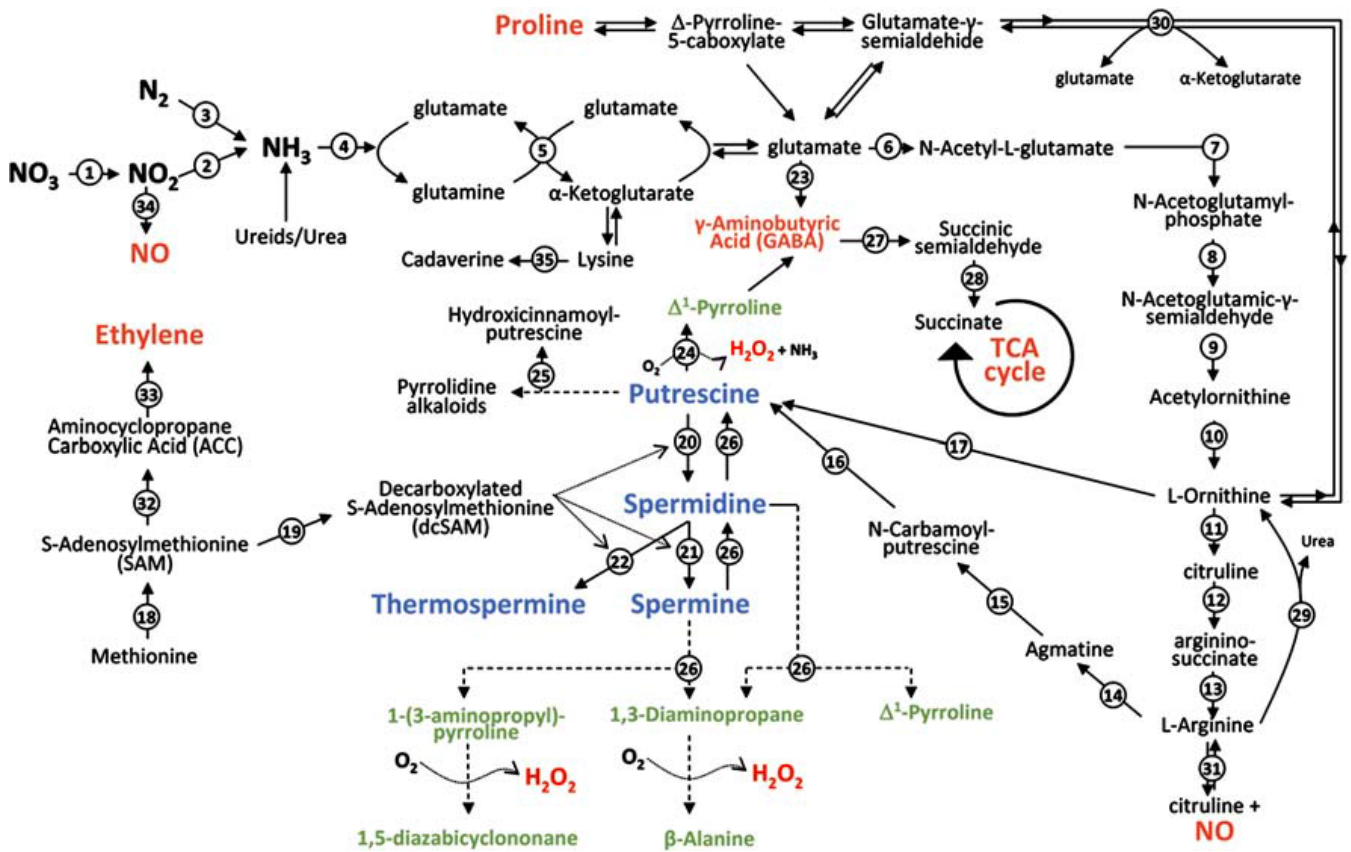 Proline
Δ-Pyrroline-
5-caboxylate
Glutamate-γ-
semialdehide
30
glutamate
α-Ketoglutarate
N2
3
NO3
1
NO2
2
NH3
4
glutamate
glutamine
5
glutamate
α-Ketoglutarate
glutamate
6
N-Acetyl-L-glutamate
7
34
NO
Ureids/Urea
Cadaverine
35
Lysine
23
γ-Aminobutyric
Acid (GABA)
27
Succinic
semialdehyde
28
Succinate
TCA
cycle
N-Acetoglutamyl-
phosphate
8
N-Acetoglutamic-γ-
semialdehyde
9
Acetylornithine
10
L-Ornithine
11
citruline
12
arginino-
succinate
13
L-Arginine
31
citruline +
NO
Urea
29
Δ1-Pyrroline
O2
24
H2O2 + NH3
Hydroxicinnamoyl-
putrescine
25
Pyrrolidine
alkaloids
Putrescine
20
26
17
16
Ethylene
33
Aminocyclopropane
Carboxylic Acid (ACC)
32
S-Adenosylmethionine
(SAM)
18
Methionine
19
Decarboxylated
S-Adenosylmethionine
(dcSAM)
Spermidine
22
21
26
Thermospermine
Spermine
N-Carbamoyl-
putrescine
15
Agmatine
14
26
26
1-(3-aminopropyl)-
pyrroline
1,3-Diaminopropane
Δ1-Pyrroline
O2
H2O2
O2
H2O2
1,5-diazabicyclononane
β-Alanine